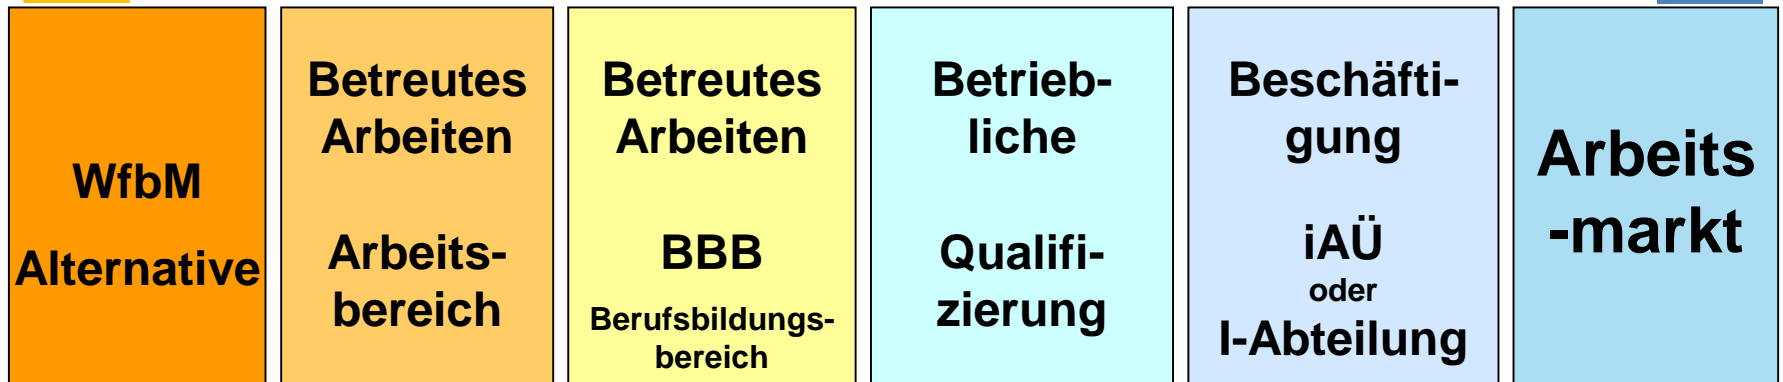 WfbM
Alternative
Betreutes
Arbeiten
Arbeits-
bereich
Betreutes
Arbeiten
BBB
Berufsbildungs-
bereich
Betrieb-
liche
Qualifi-
zierung
Beschäfti-
gung
iAÜ
oder
I-Abteilung
Arbeits
-markt